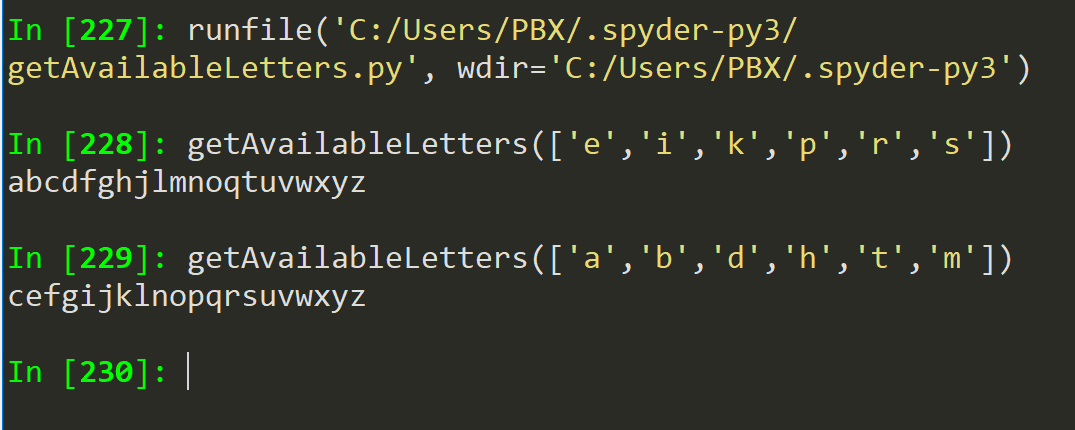 In [227]: runfile('C:/Users/PBX/.spyder-py3/
getAvailableLetters.py', wdir='C:/Users/PBX/.spyder-py3')
In [228]: getAvailableLetters(['e','i','k','p','r','s'])
abcdfghjlmnoqtuvwxyz
In [229]: getAvailableLetters(['a','b','d','h','t','m'])
cefgijklnopqrsuvwxyz
In [230]: